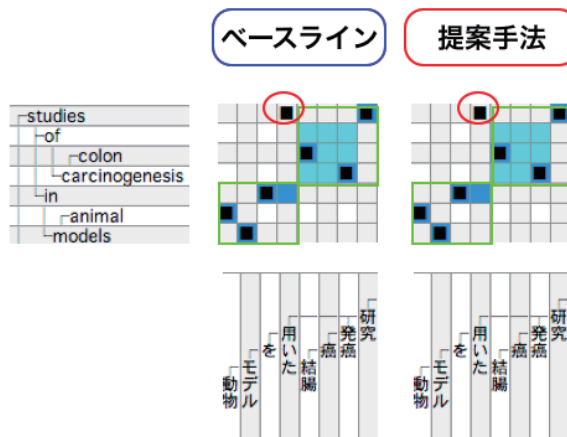 ベースライン
提案手法
studies
of
colon
carcinogenesis
in
animal
models
動物
モデル
を
用いた
結腸
癌
発癌
研究
動物
モデル
を
用いた
結腸
癌
発癌
研究